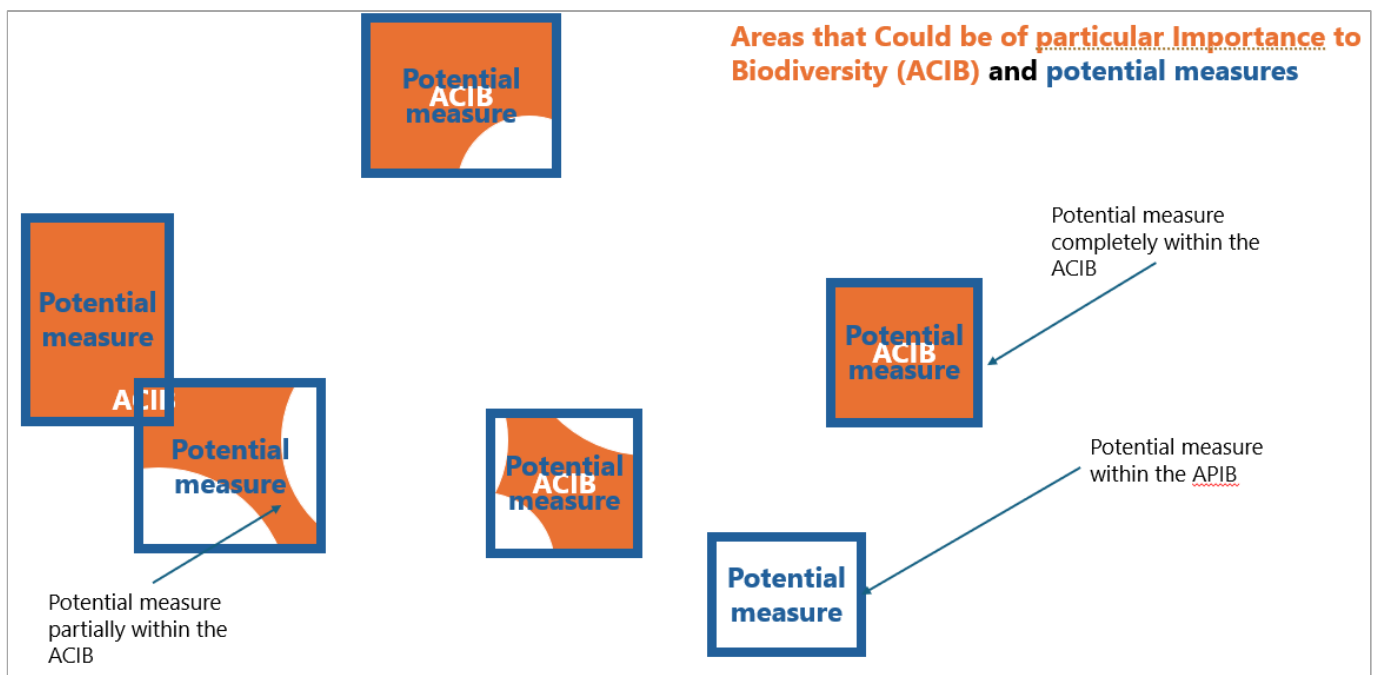 Areas that Could be of particular Importance to
Biodiversity (ACIB) and potential measures
Potential
ACIB
measure
Potential measure
completely within the
ACIB
Potential
measure
Potential
ACIB
measure
ACIB
Potential
measure
Potential
ACIB
measure
Potential measure
within the APIB
Potential
measure
Potential measure
partially within the
ACIB